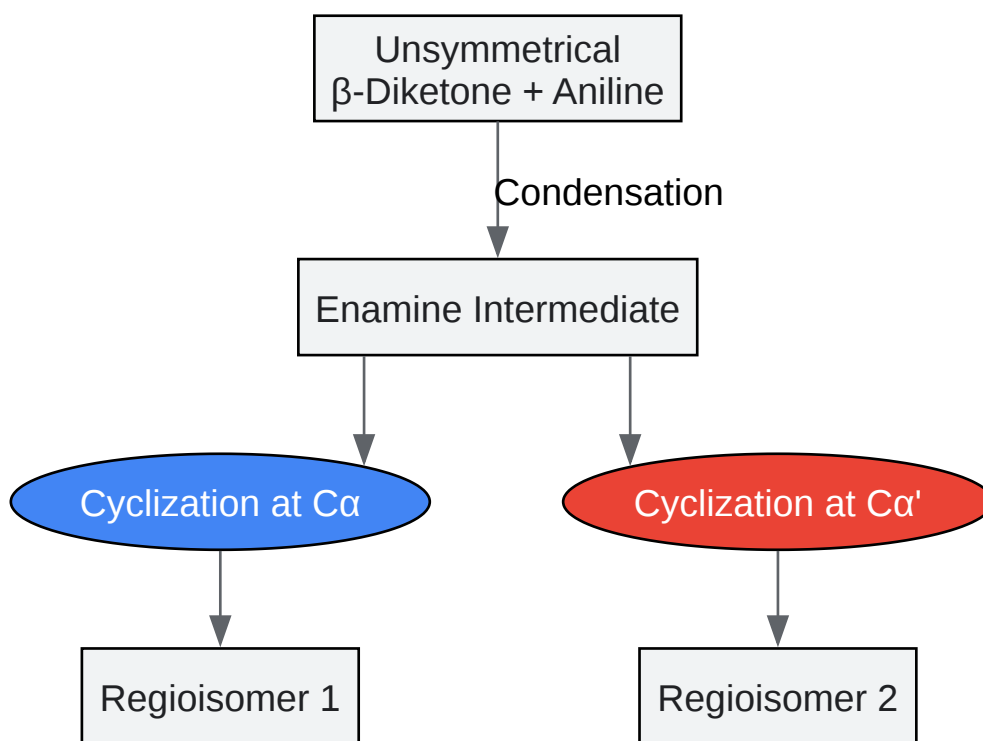 Unsymmetrical
β-Diketone + Aniline
Condensation
Enamine Intermediate
Cyclization at Cα
Cyclization at Cα'
Regioisomer 1
Regioisomer 2